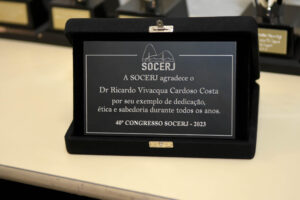 SOCERJ
A SOCERJ agradece o
Dr Ricardo Vivacqua Cardoso Costa
por seu exemplo de dedicação,
ética e sabedoria durante todos os anos.
40º CONGRESSO SOCERJ - 2023